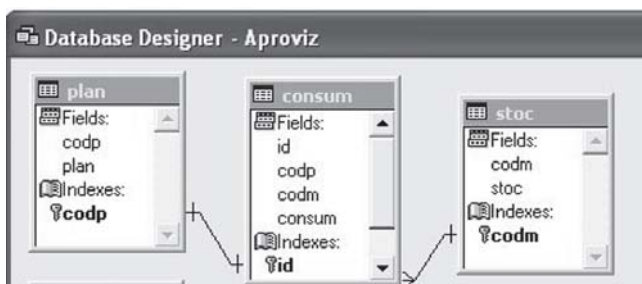 Database Designer - Aproviz
plan
Fields:
codp
plan
Indexes:
codp
consum
Fields:
id
codp
codm
consum
Indexes:
id
stoc
Fields:
codm
stoc
Indexes:
codm